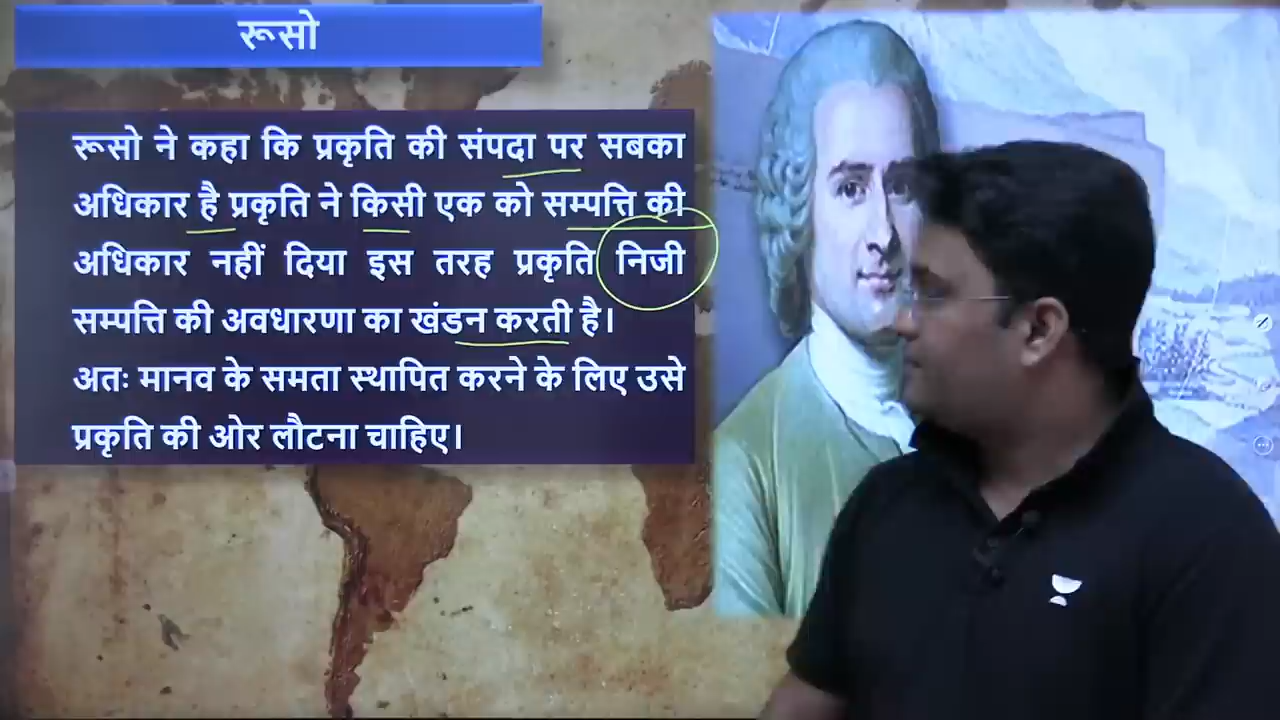 रूसो
रूसो ने कहा कि प्रकृति की संपदा पर सबका
अधिकार है प्रकृति ने किसी एक को सम्पत्ति की
अधिकार नहीं दिया इस तरह प्रकृति निजी
सम्पत्ति की अवधारणा का खंडन करती है।
अतः मानव के समता स्थापित करने के लिए उसे
प्रकृति की ओर लौटना चाहिए।